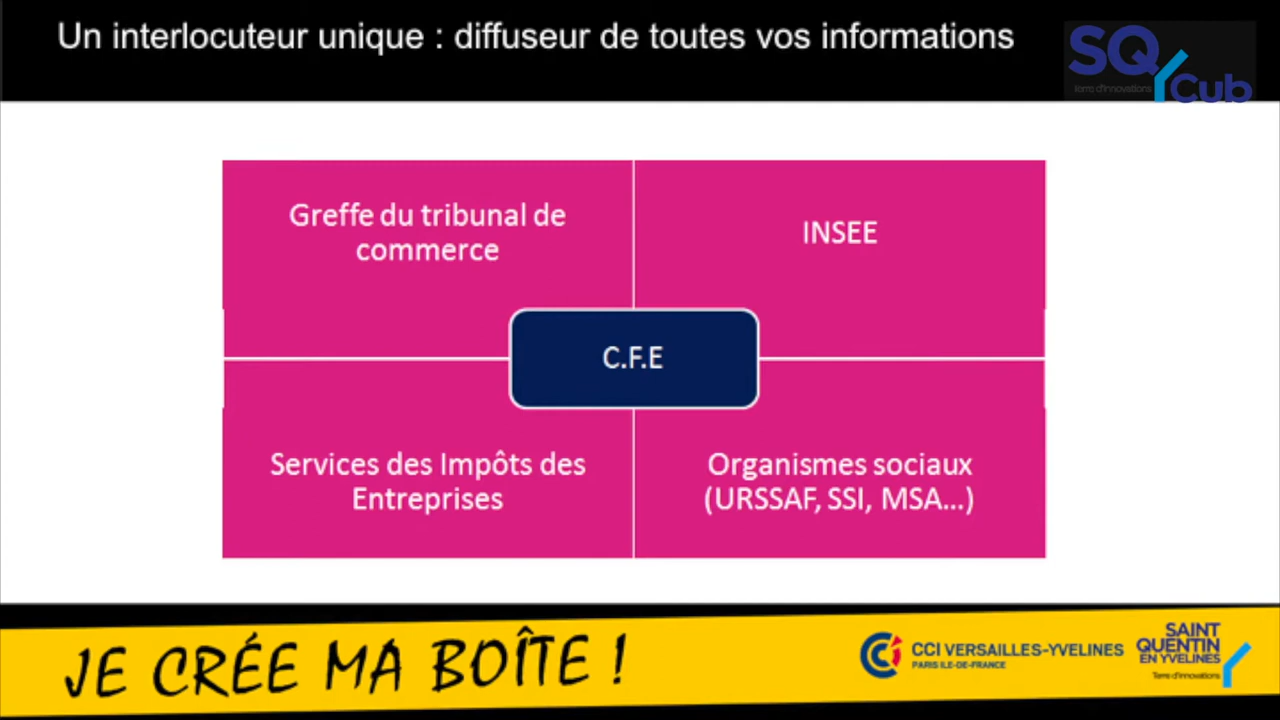 Un interlocuteur unique : diffuseur de toutes vos informations
SQY Cub
Terre d'innovations
Greffe du tribunal de
commerce
INSEE
C.F.E
Services des Impôts des
Entreprises
Organismes sociaux
(URSSAF, SSI, MSA...)
JE CRÉE MA BOÎTE !
CCI VERSAILLES-YVELINES
PARIS ILE-DE-FRANCE
SAINT
QUENTIN
EN YVELINES
Terre d'innovations